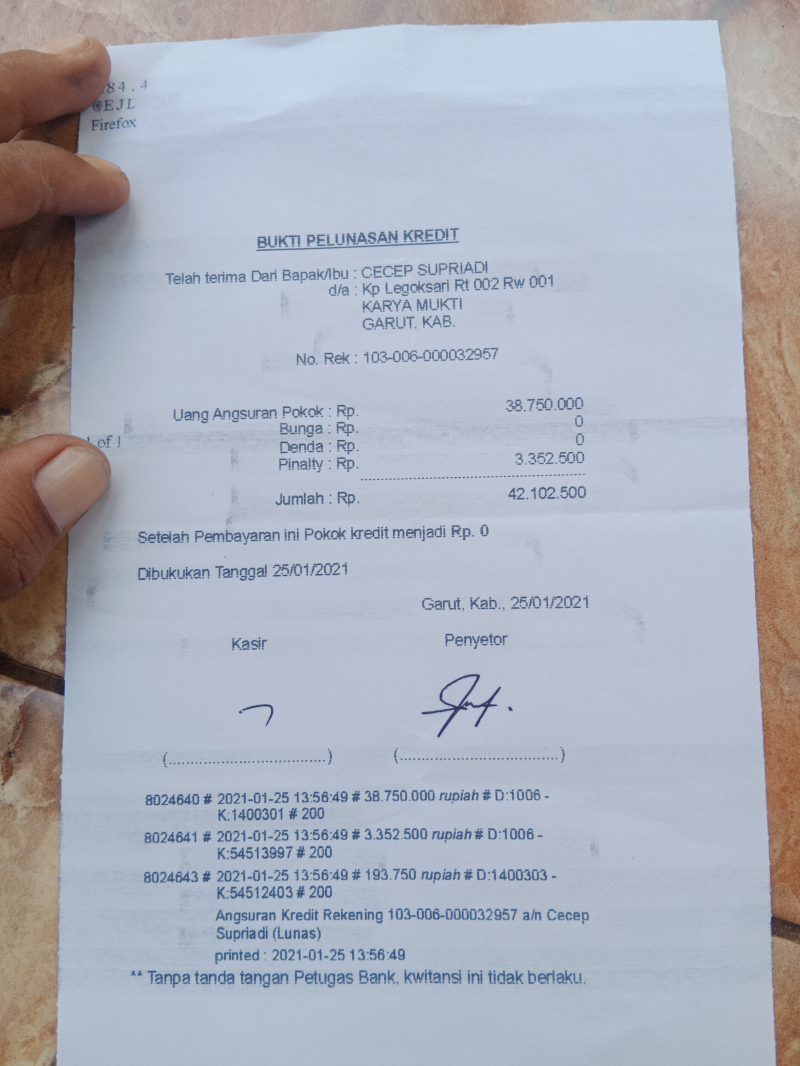 84.4
@EJL
Firefox
BUKTI PELUNASAN KREDIT
Telah terima Dari Bapak/Ibu : CECEP SUPRIADI
d/a : Kp Legoksari Rt 002 Rw 001
KARYA MUKTI
GARUT, KAB.
No. Rek : 103-006-000032957
Uang Angsuran Pokok : Rp. 38.750.000
1 of 1
Bunga : Rp. 0
Denda : Rp. 0
Pinalty : Rp. 3.352.500
Jumlah : Rp. 42.102.500
Setelah Pembayaran ini Pokok kredit menjadi Rp. 0
Dibukukan Tanggal 25/01/2021
Garut, Kab., 25/01/2021
Kasir Penyetor
(..................................) (..................................)
8024640 # 2021-01-25 13:56:49 # 38.750.000 rupiah # D:1006 -
K:1400301 # 200
8024641 # 2021-01-25 13:56:49 # 3.352.500 rupiah # D:1006 -
K:54513997 # 200
8024643 # 2021-01-25 13:56:49 # 193.750 rupiah # D:1400303 -
K:54512403 # 200
Angsuran Kredit Rekening 103-006-000032957 a/n Cecep
Supriadi (Lunas)
printed : 2021-01-25 13:56:49
** Tanpa tanda tangan Petugas Bank, kwitansi ini tidak berlaku.